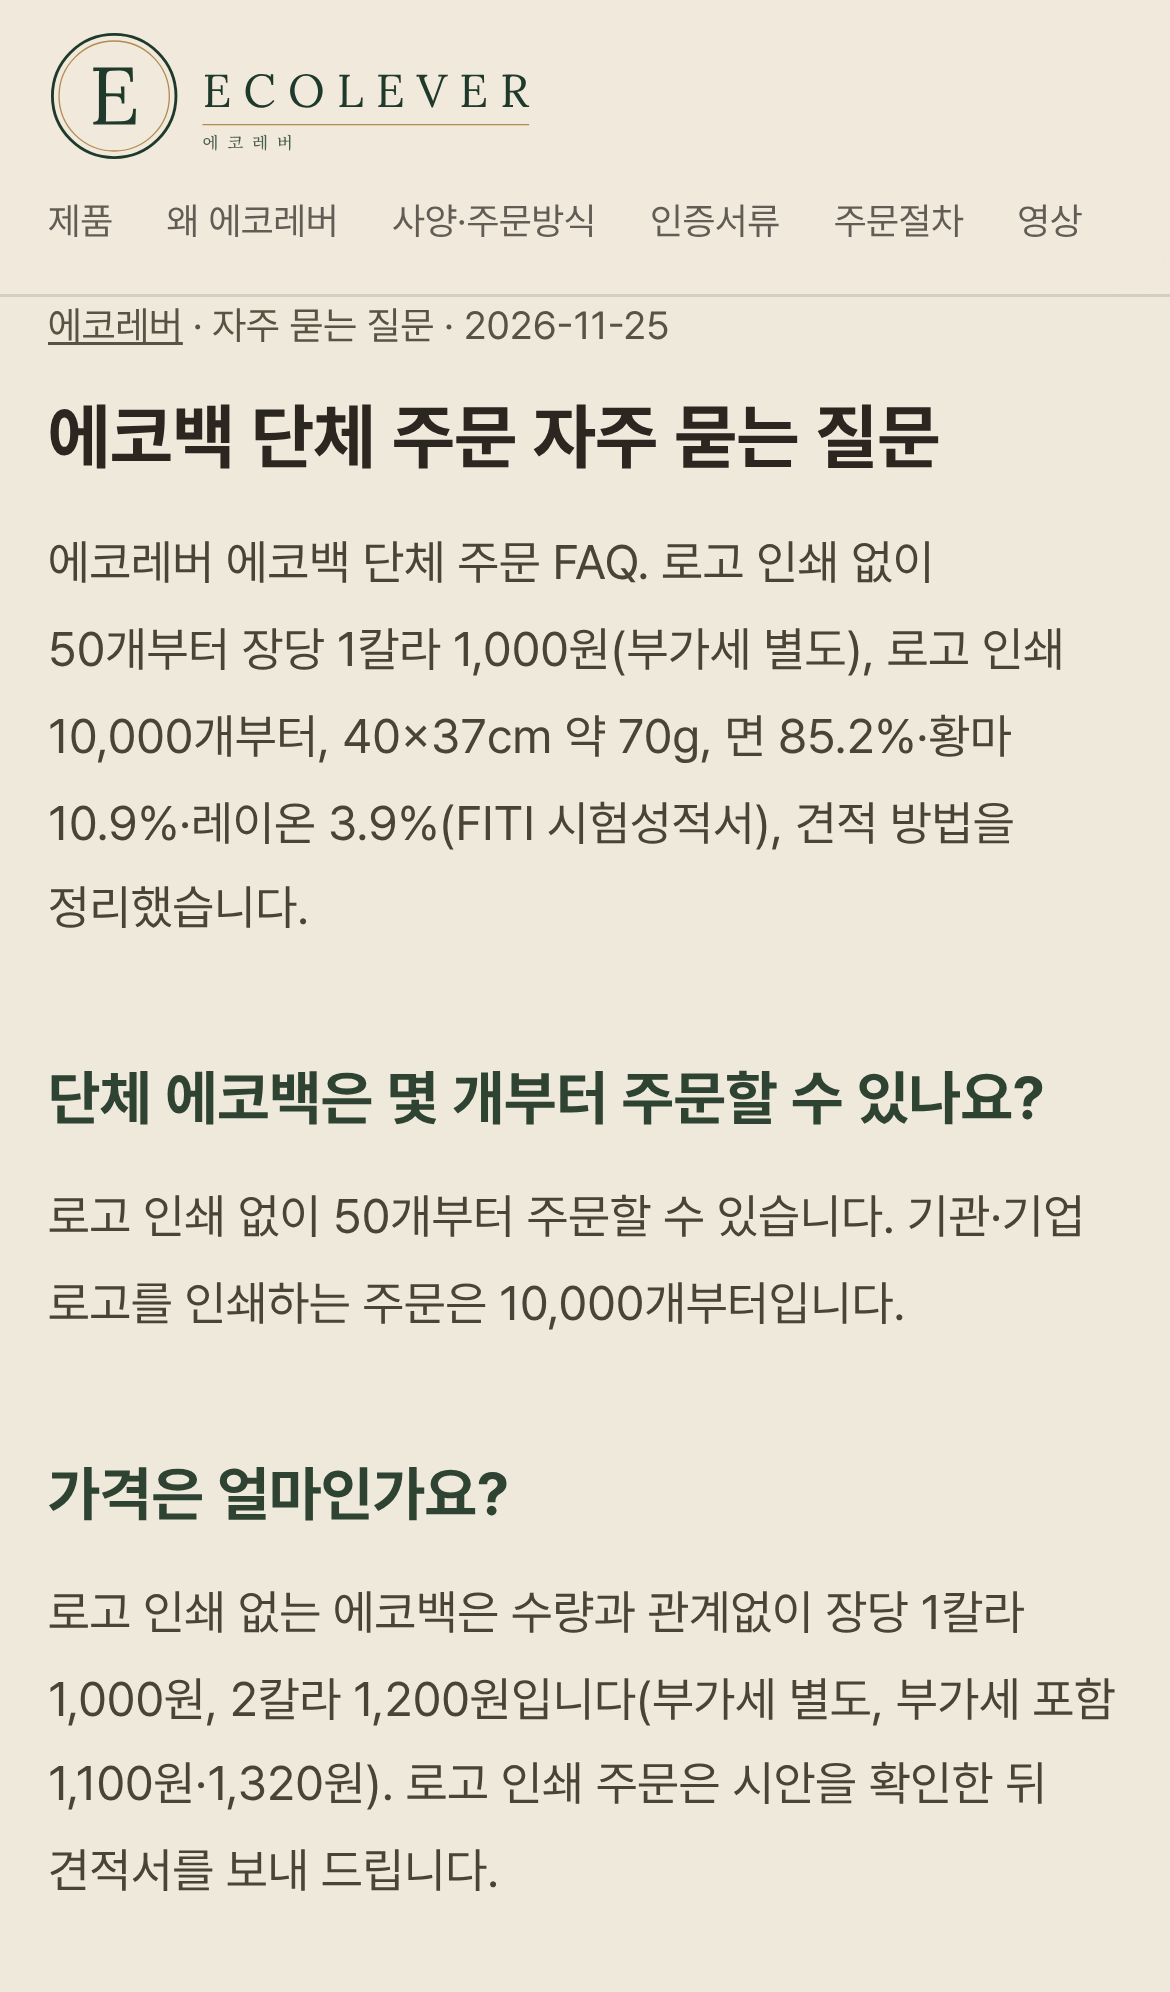 E
ECOLEVER
에코레버
제품 왜 에코레버 사양·주문방식 인증서류 주문절차 영상
에코레버 · 자주 묻는 질문 · 2026-11-25
에코백 단체 주문 자주 묻는 질문
에코레버 에코백 단체 주문 FAQ. 로고 인쇄 없이
50개부터 장당 1칼라 1,000원(부가세 별도), 로고 인쇄
10,000개부터, 40×37cm 약 70g, 면 85.2%·황마
10.9%·레이온 3.9%(FITI 시험성적서), 견적 방법을
정리했습니다.
단체 에코백은 몇 개부터 주문할 수 있나요?
로고 인쇄 없이 50개부터 주문할 수 있습니다. 기관·기업
로고를 인쇄하는 주문은 10,000개부터입니다.
가격은 얼마인가요?
로고 인쇄 없는 에코백은 수량과 관계없이 장당 1칼라
1,000원, 2칼라 1,200원입니다(부가세 별도, 부가세 포함
1,100원·1,320원). 로고 인쇄 주문은 시안을 확인한 뒤
견적서를 보내 드립니다.